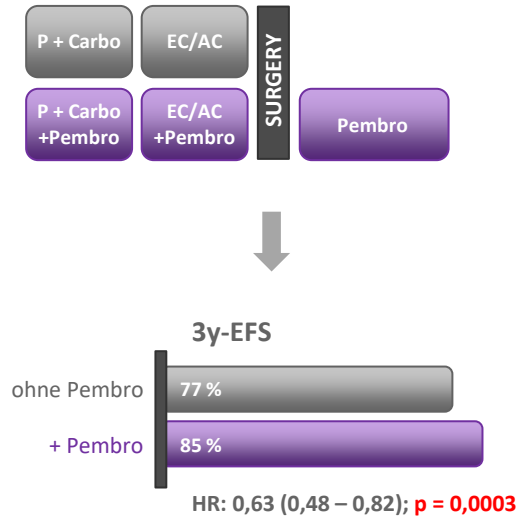 P + Carbo
EC/AC
SURGERY
P + Carbo
+Pembro
EC/AC
+Pembro
Pembro
3y-EFS
ohne Pembro
77 %
+ Pembro
85 %
HR: 0,63 (0,48 – 0,82); p = 0,0003